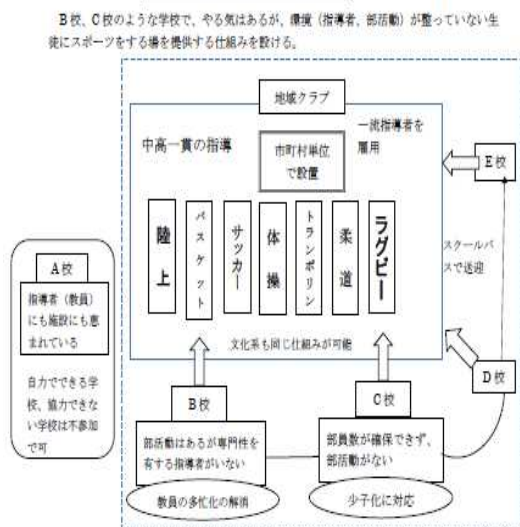 B校、C校のような学校で、やる気はあるが、環境（指導者、部活動）が整っていない生
徒にスポーツをする場を提供する仕組みを設ける。
地域クラブ
中高一貫の指導
一流指導者を
雇用
市町村単位
で設置
陸上
バスケット
サッカー
体操
トランポリン
柔道
ラグビー
文化系も同じ仕組みが可能
E校
スクールバ
スで送迎
D校
A校
指導者（教員）
にも施設にも恵
まれている
自力でできる学
校、協力できな
い学校は不参加
で可
B校
部活動はあるが専門性を
有する指導者がいない
教員の多忙化の解消
C校
部員数が確保できず、
部活動がない
少子化に対応